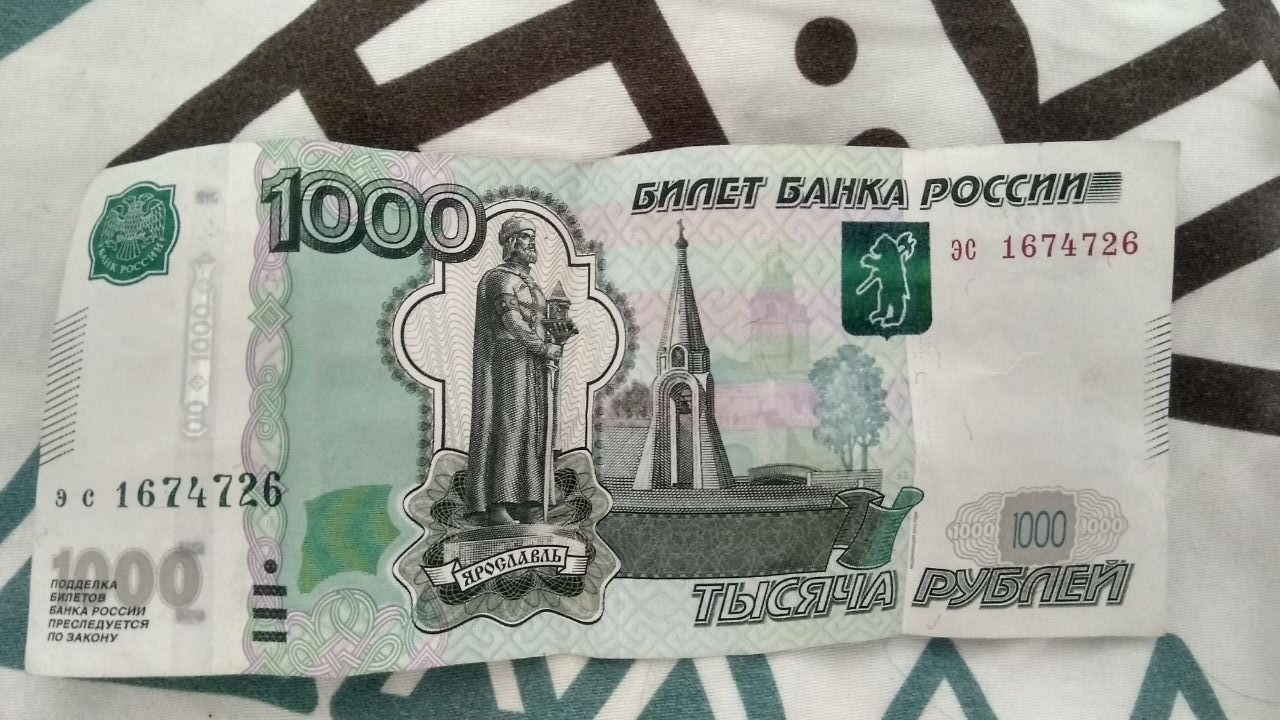 1000
БИЛЕТ БАНКА РОССИИ
БАНК РОССИИ
эс 1674726
1000
эс 1674726
ЯРОСЛАВЛЬ
1000 1000 1000
1000
ПОДДЕЛКА
БИЛЕТОВ
БАНКА РОССИИ
ПРЕСЛЕДУЕТСЯ
ПО ЗАКОНУ
ТЫСЯЧА РУБЛЕЙ